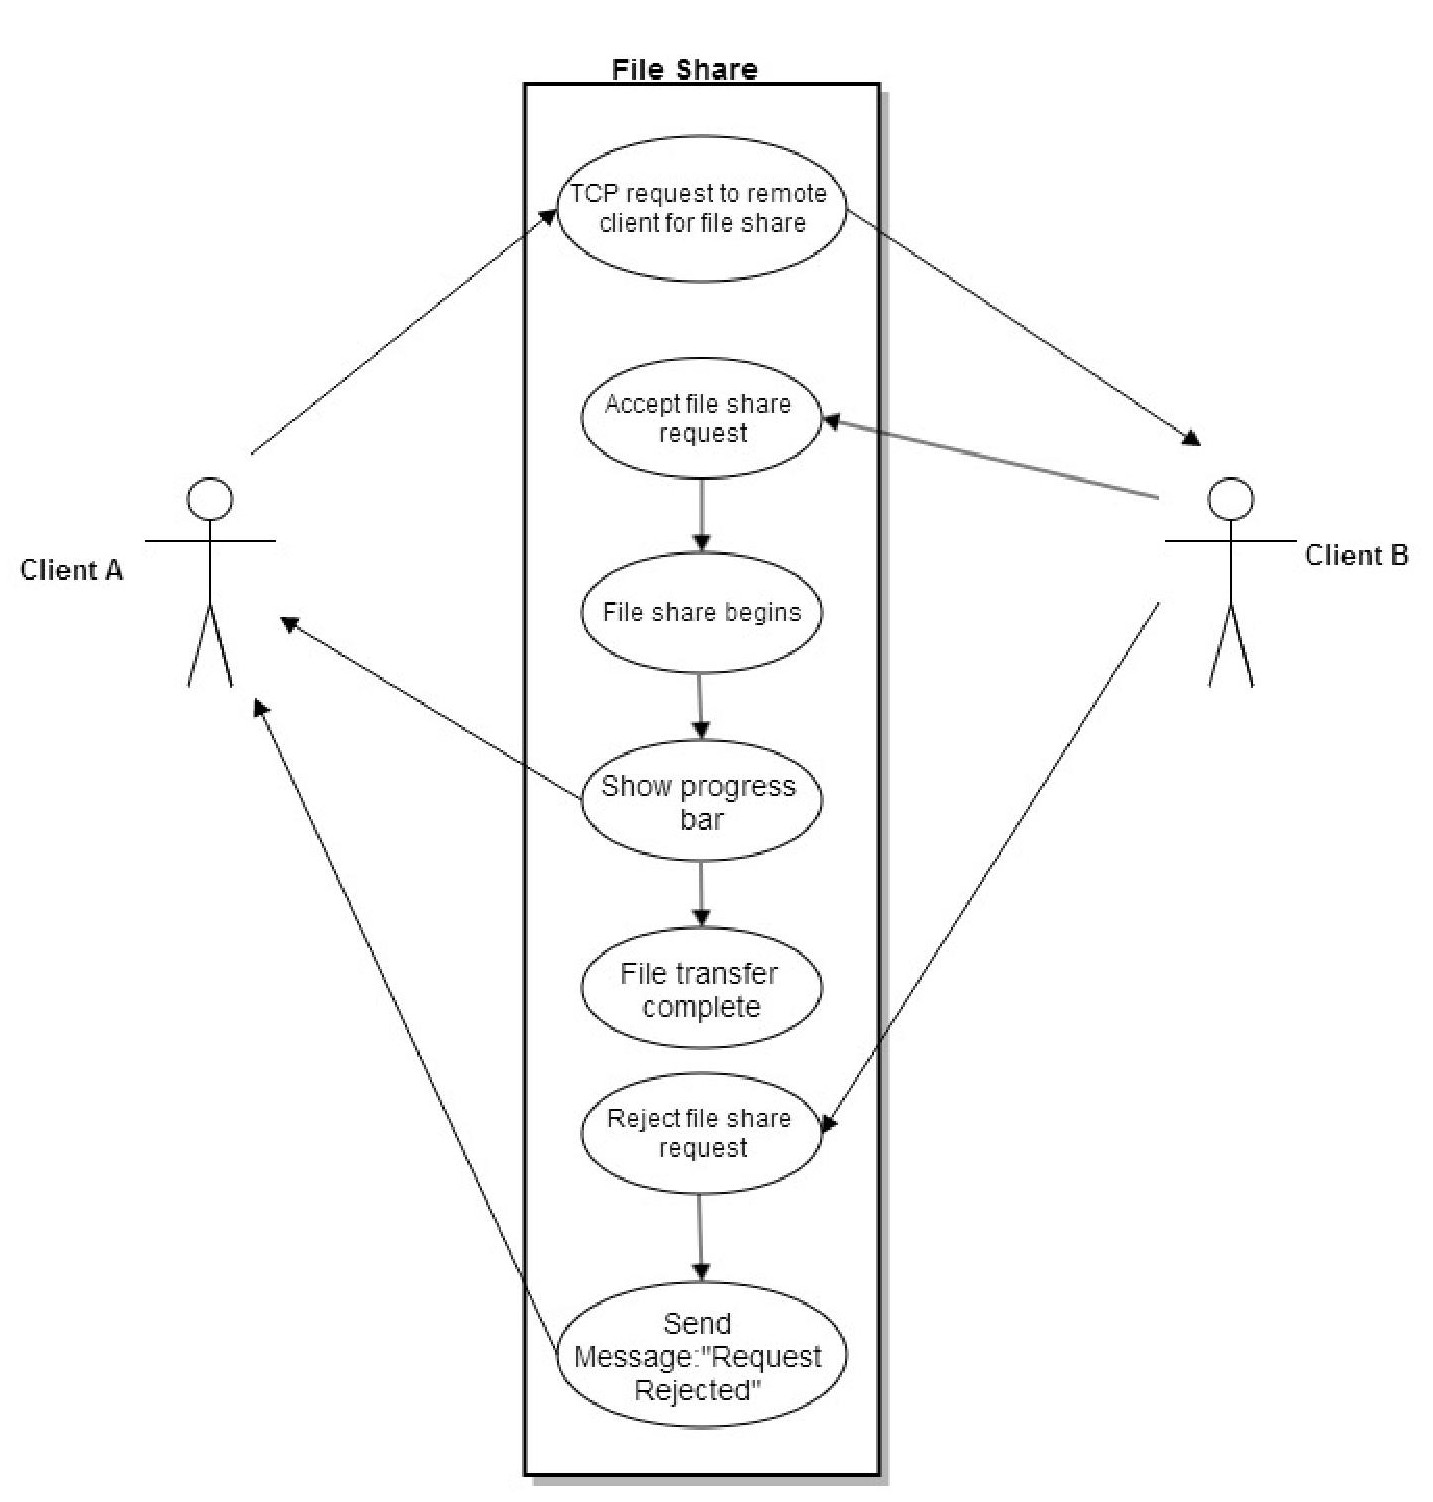 File Share
TCP request to remote
client for file share
Accept file share
request
Client A
Client B
File share begins
Show progress
bar
File transfer
complete
Reject file share
request
Send
Message:"Request
Rejected"